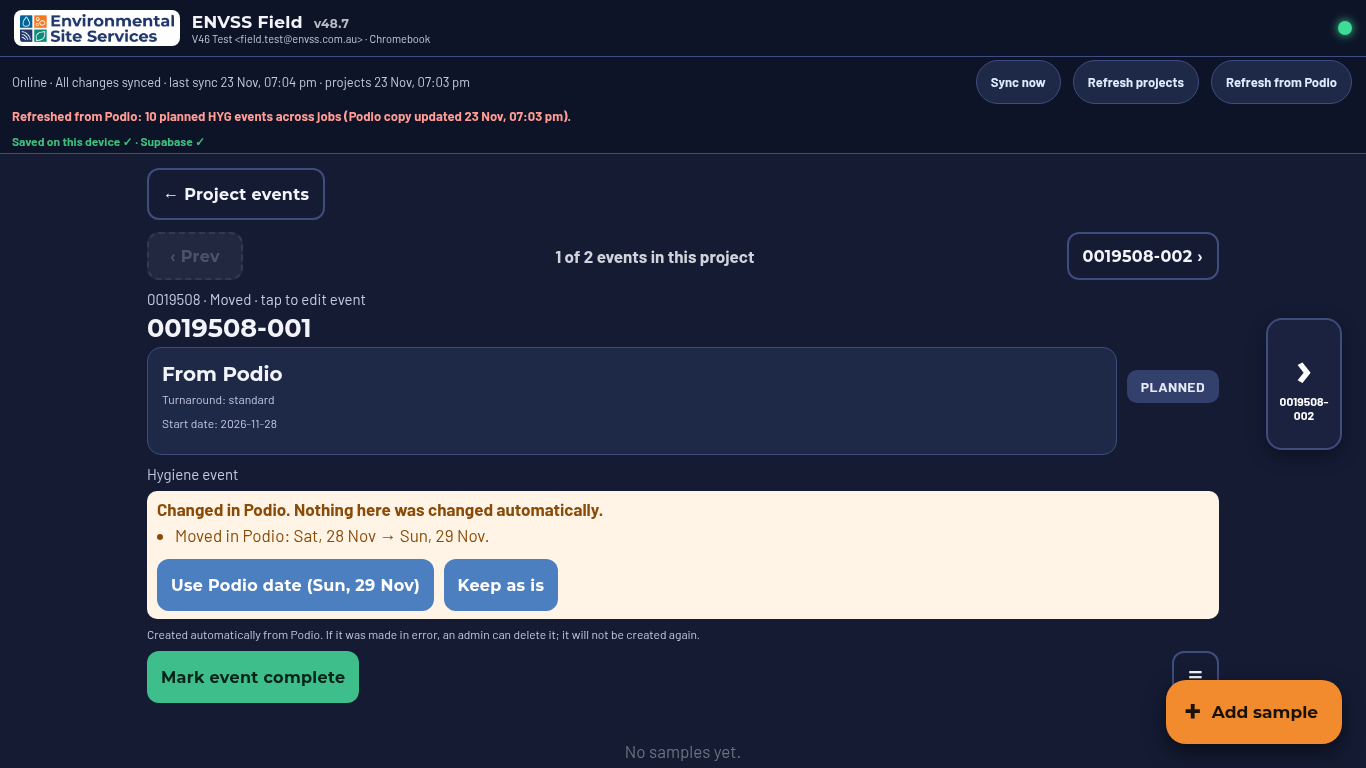 Environmental
Site Services
ENVSS Field v48.7
V46 Test <field.test@envss.com.au> · Chromebook
Online · All changes synced · last sync 23 Nov, 07:04 pm · projects 23 Nov, 07:03 pm
Sync now
Refresh projects
Refresh from Podio
Refreshed from Podio: 10 planned HYG events across jobs (Podio copy updated 23 Nov, 07:03 pm).
Saved on this device ✓ · Supabase ✓
← Project events
‹ Prev
1 of 2 events in this project
0019508-002 ›
0019508 · Moved · tap to edit event
0019508-001
From Podio
Turnaround: standard
Start date: 2026-11-28
PLANNED
›
0019508-
002
Hygiene event
Changed in Podio. Nothing here was changed automatically.
• Moved in Podio: Sat, 28 Nov → Sun, 29 Nov.
Use Podio date (Sun, 29 Nov)
Keep as is
Created automatically from Podio. If it was made in error, an admin can delete it; it will not be created again.
Mark event complete
+ Add sample
No samples yet.